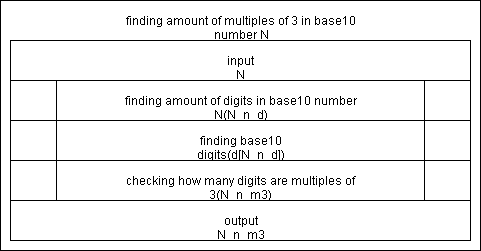 finding amount of multiples of 3 in base10
number N
input
N
finding amount of digits in base10 number
N(N_n_d)
finding base10
digits(d[N_n_d])
checking how many digits are multiples of
3(N_n_m3)
output
N_n_m3